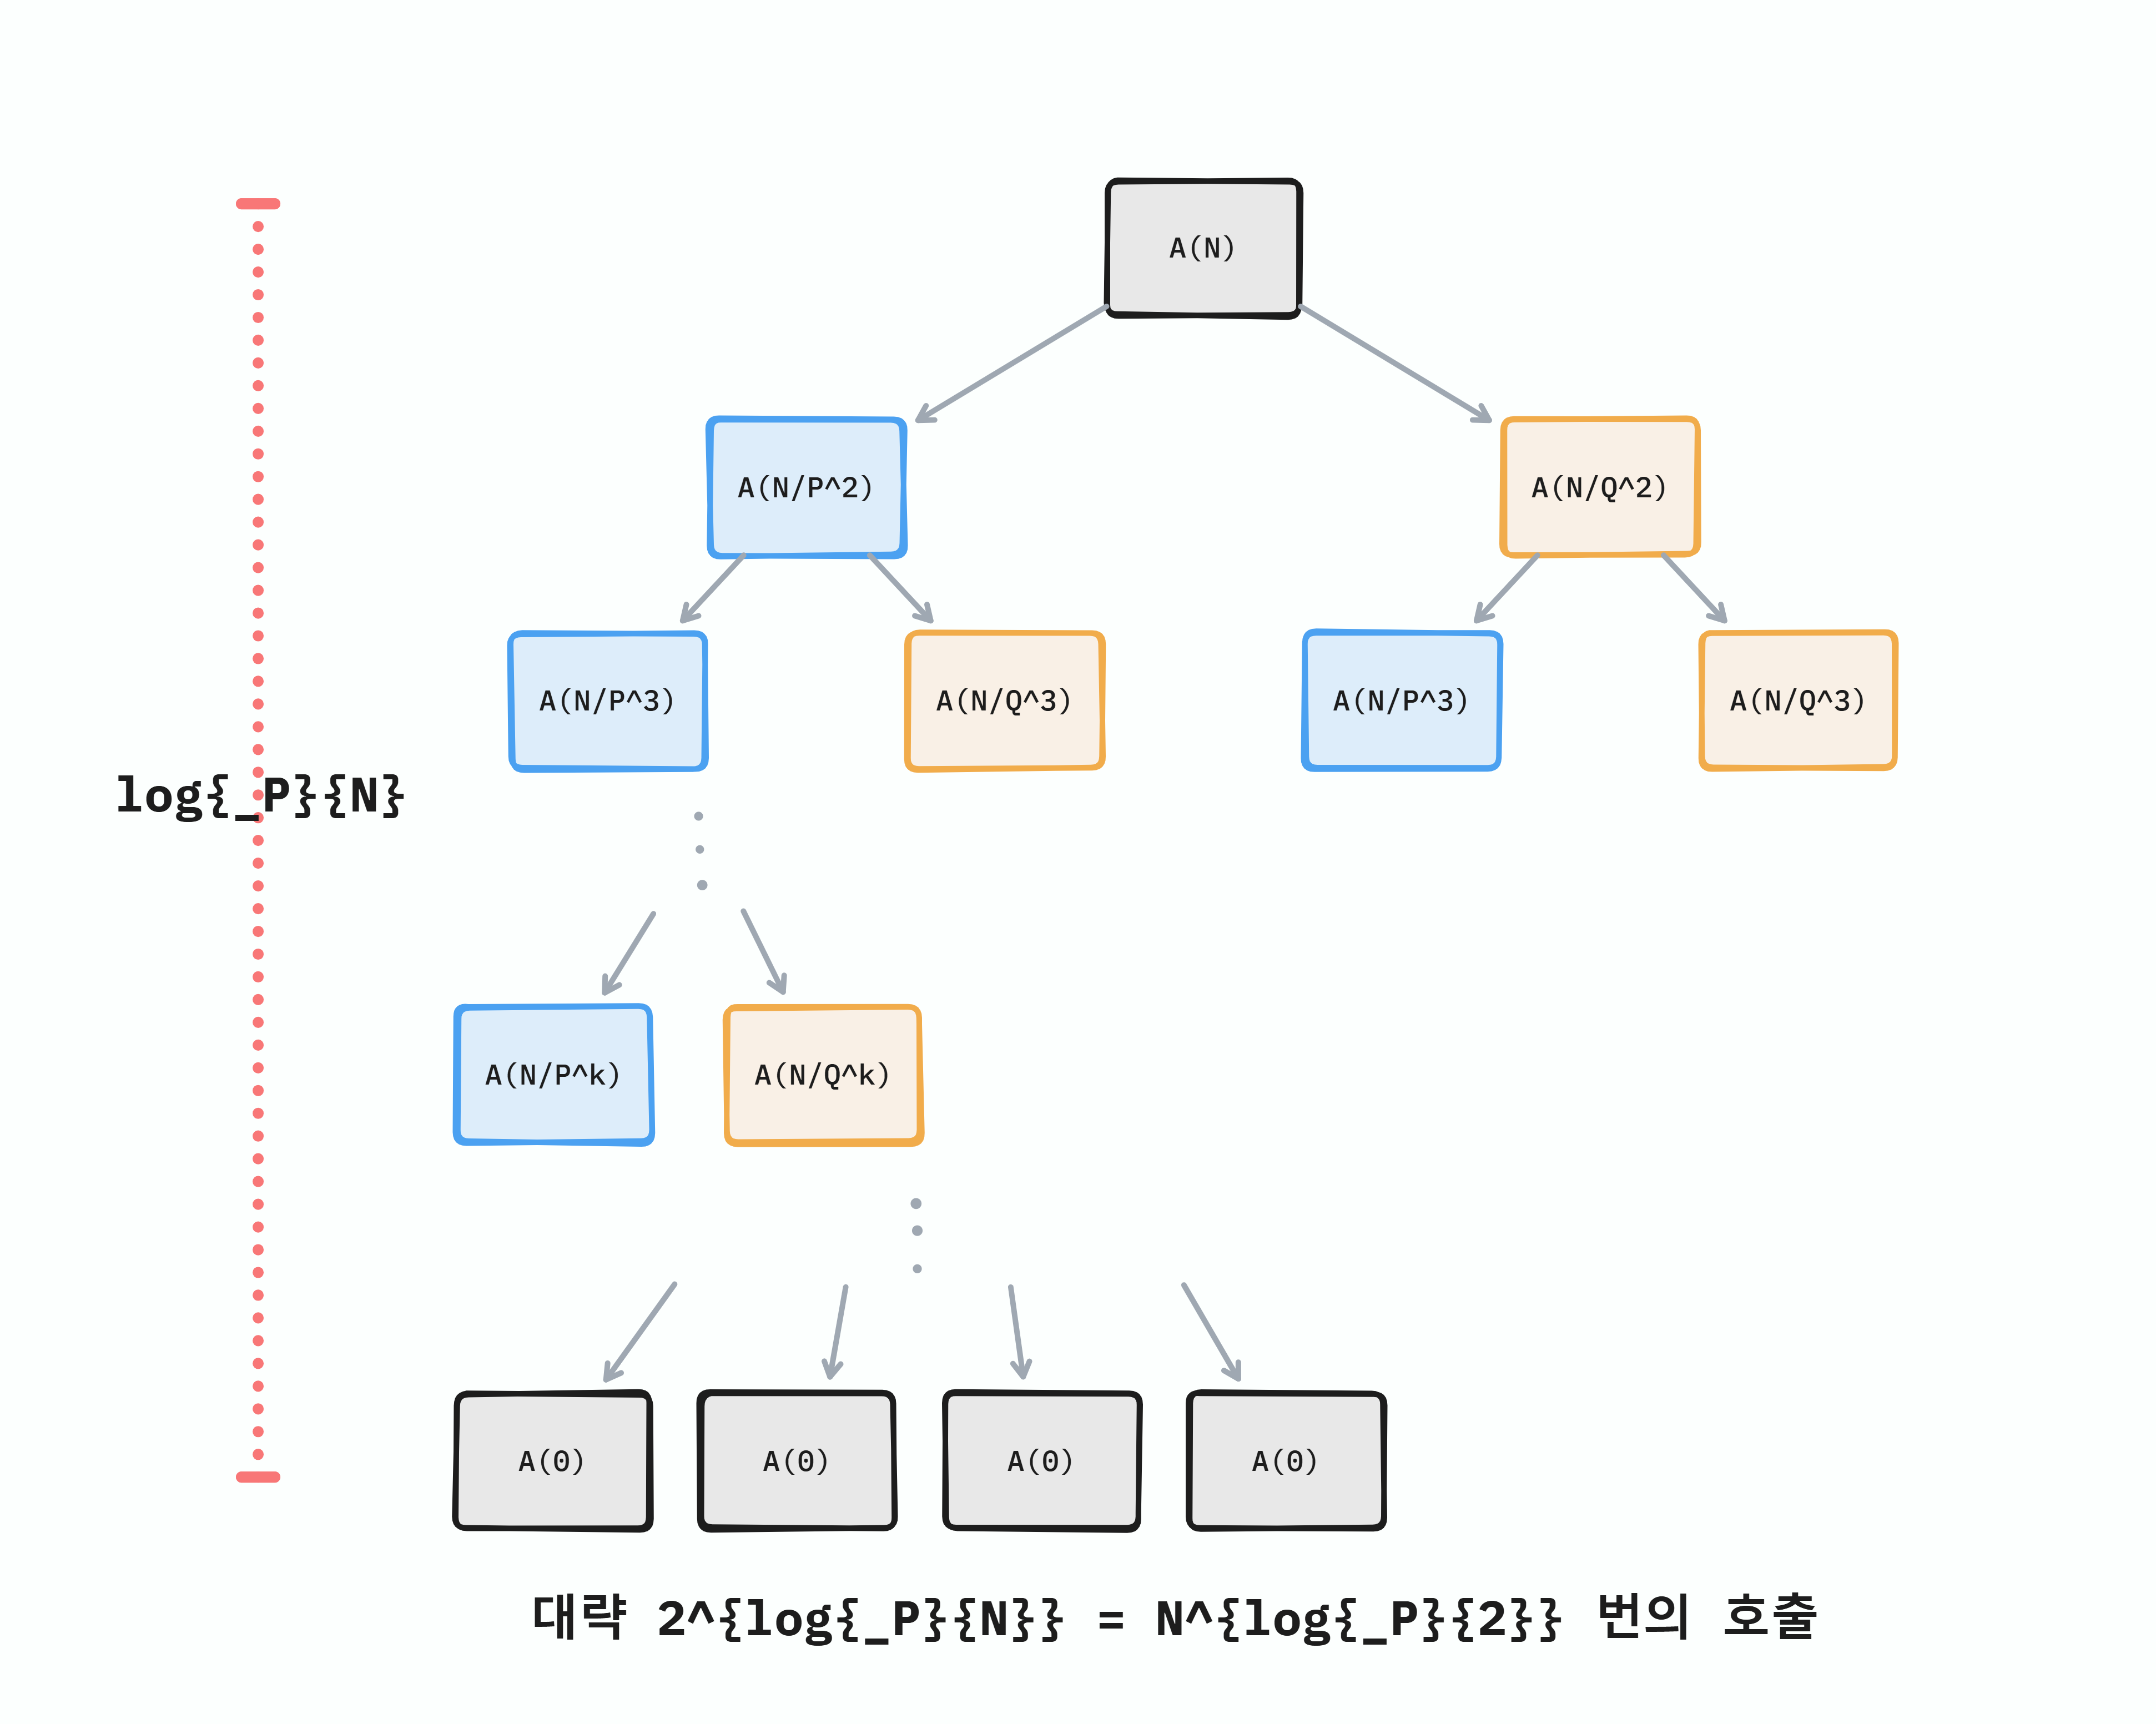 A(N)
A(N/P^2)
A(N/Q^2)
A(N/P^3)
A(N/Q^3)
A(N/P^3)
A(N/Q^3)
log{_P}{N}
A(N/P^k)
A(N/Q^k)
A(0)
A(0)
A(0)
A(0)
대략 2^{log{_P}{N}} = N^{log{_P}{2}} 번의 호출